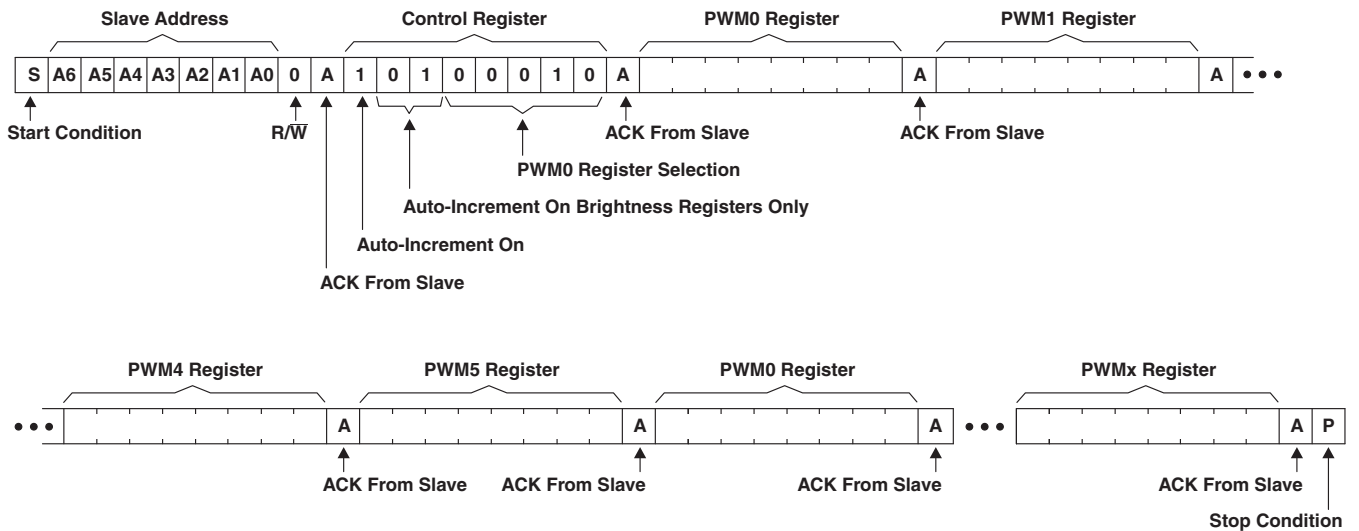 Slave Address Control Register PWM0 Register PWM1 Register
S A6 A5 A4 A3 A2 A1 A0 0 A 1 0 1 0 0 0 1 0 A A A •••
Start Condition R/W̅ ACK From Slave ACK From Slave
PWM0 Register Selection
Auto-Increment On Brightness Registers Only
Auto-Increment On
ACK From Slave
PWM4 Register PWM5 Register PWM0 Register PWMx Register
••• A A A ••• A P
ACK From Slave ACK From Slave ACK From Slave ACK From Slave
Stop Condition